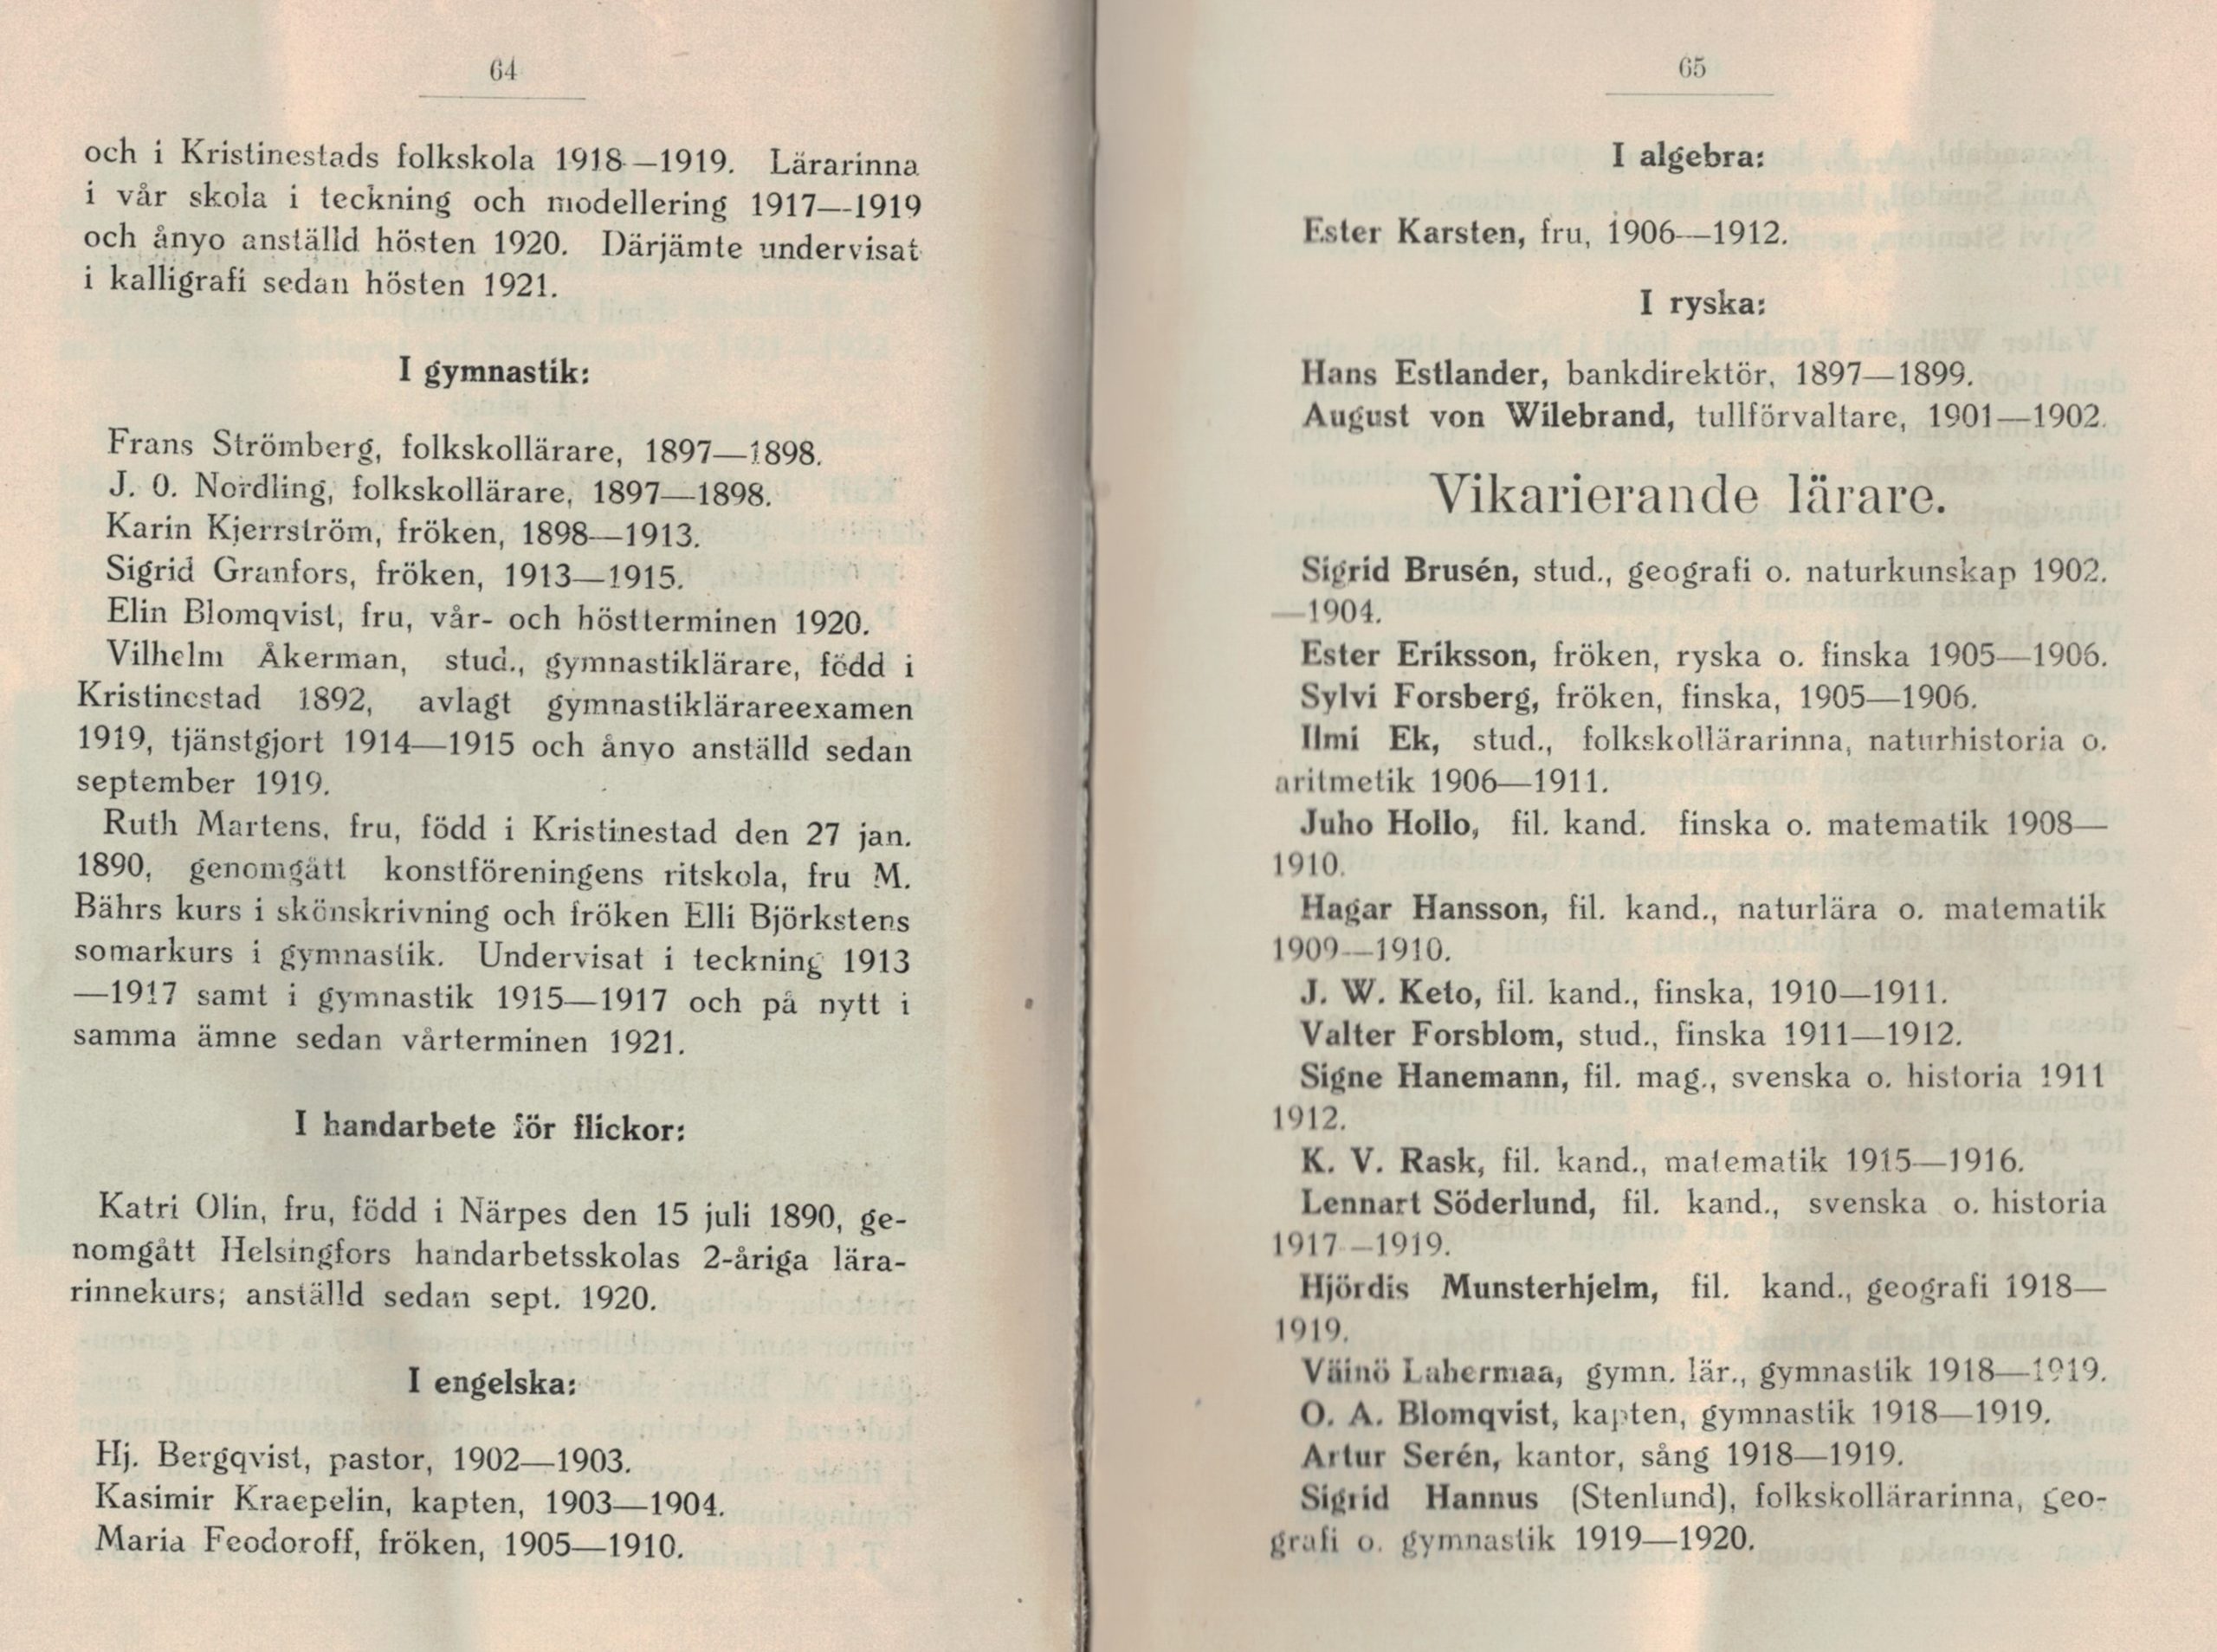 64
och i Kristinestads folkskola 1918—1919. Lärarinna
i vår skola i teckning och modellering 1917—1919
och ånyo anställd hösten 1920. Därjämte undervisat
i kalligrafi sedan hösten 1921.
I gymnastik:
Frans Strömberg, folkskollärare, 1897—1898.
J. O. Nordling, folkskollärare, 1897—1898.
Karin Kjerrström, fröken, 1898—1913.
Sigrid Granfors, fröken, 1913—1915.
Elin Blomqvist, fru, vår- och höstterminen 1920.
Vilhelm Åkerman, stud., gymnastiklärare, född i
Kristinestad 1892, avlagt gymnastiklärareexamen
1919, tjänstgjort 1914—1915 och ånyo anställd sedan
september 1919.
Ruth Martens, fru, född i Kristinestad den 27 jan.
1890, genomgått konstföreningens ritskola, fru M.
Bährs kurs i skönskrivning och fröken Elli Björkstens
somarkurs i gymnastik. Undervisat i teckning 1913
—1917 samt i gymnastik 1915—1917 och på nytt i
samma ämne sedan vårterminen 1921.
I handarbete för flickor:
Katri Olin, fru, född i Närpes den 15 juli 1890, ge-
nomgått Helsingfors handarbetsskolas 2-åriga lära-
rinnekurs; anställd sedan sept. 1920.
I engelska:
Hj. Bergqvist, pastor, 1902—1903.
Kasimir Kraepelin, kapten, 1903—1904.
Maria Feodoroff, fröken, 1905—1910.
65
I algebra:
Ester Karsten, fru, 1906—1912.
I ryska:
Hans Estlander, bankdirektör, 1897—1899.
August von Wilebrand, tullförvaltare, 1901—1902.
Vikarierande lärare.
Sigrid Brusén, stud., geografi o. naturkunskap 1902.
—1904.
Ester Eriksson, fröken, ryska o. finska 1905—1906.
Sylvi Forsberg, fröken, finska, 1905—1906.
Ilmi Ek, stud., folkskollärarinna, naturhistoria o.
aritmetik 1906—1911.
Juho Hollo, fil. kand. finska o. matematik 1908—
1910.
Hagar Hansson, fil. kand., naturlära o. matematik
1909—1910.
J. W. Keto, fil. kand., finska, 1910—1911.
Valter Forsblom, stud., finska 1911—1912.
Signe Hanemann, fil. mag., svenska o. historia 1911
1912.
K. V. Rask, fil. kand., matematik 1915—1916.
Lennart Söderlund, fil. kand., svenska o. historia
1917—1919.
Hjördis Munsterhjelm, fil. kand., geografi 1918—
1919.
Väinö Lahermaa, gymn. lär., gymnastik 1918—1919.
O. A. Blomqvist, kapten, gymnastik 1918—1919.
Artur Serén, kantor, sång 1918—1919.
Sigrid Hannus (Stenlund), folkskollärarinna, geo-
grafi o. gymnastik 1919—1920.